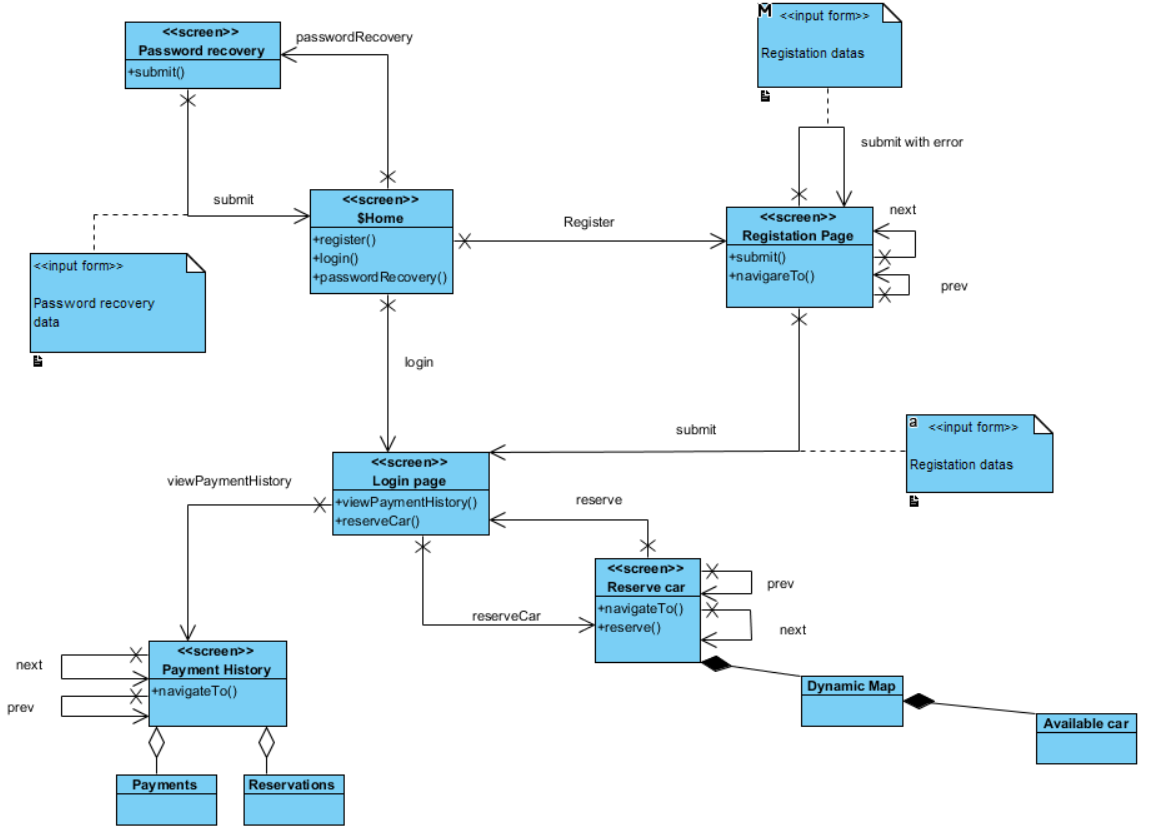 <<screen>>
Password recovery
+submit()
passwordRecovery
M
<<input form>>
Registation datas
submit with error
submit
<<screen>>
$Home
+register()
+login()
+passwordRecovery()
Register
<<screen>>
Registation Page
+submit()
+navigareTo()
next
prev
<<input form>>
Password recovery
data
login
submit
a
<<input form>>
Registation datas
<<screen>>
Login page
+viewPaymentHistory()
+reserveCar()
viewPaymentHistory
reserve
reserveCar
<<screen>>
Reserve car
+navigateTo()
+reserve()
prev
next
<<screen>>
Payment History
+navigateTo()
next
prev
Dynamic Map
Available car
Payments
Reservations